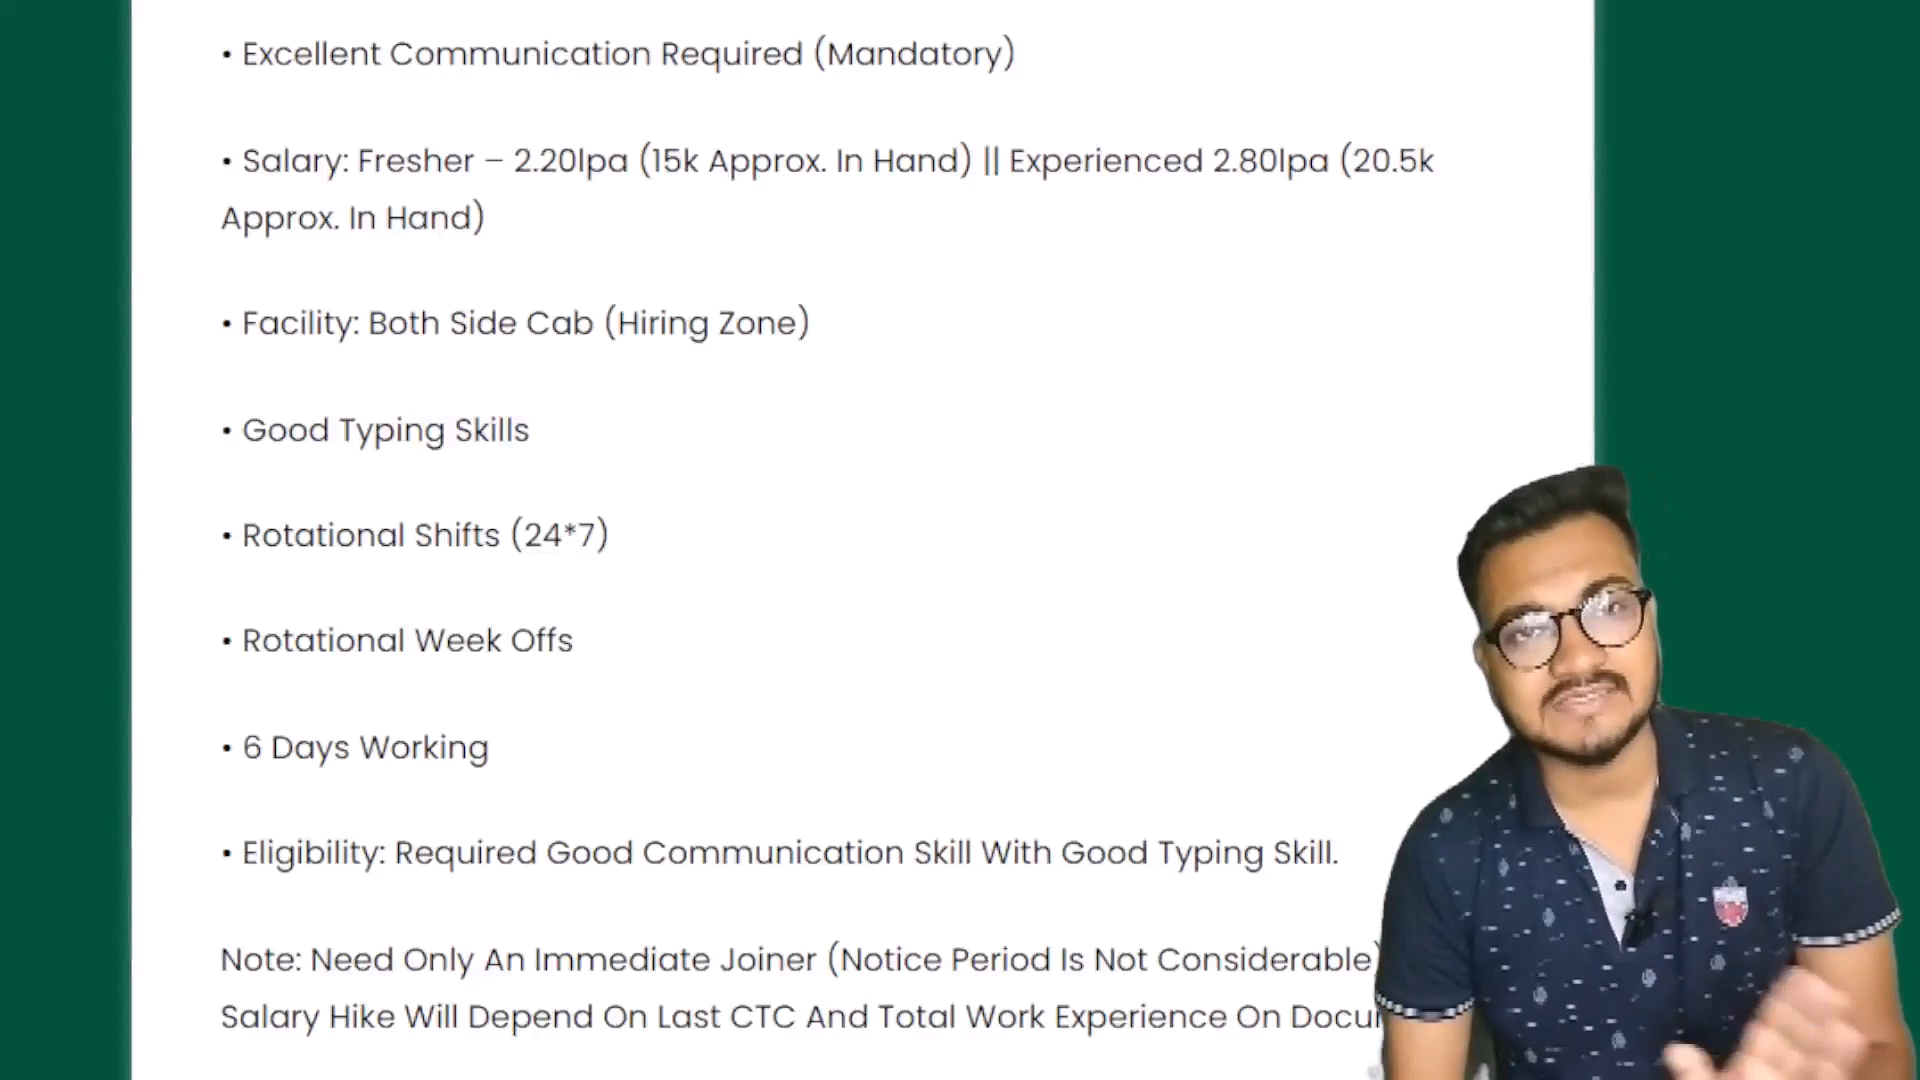 • Excellent Communication Required (Mandatory)
• Salary: Fresher – 2.20lpa (15k Approx. In Hand) || Experienced 2.80lpa (20.5k
Approx. In Hand)
• Facility: Both Side Cab (Hiring Zone)
• Good Typing Skills
• Rotational Shifts (24*7)
• Rotational Week Offs
• 6 Days Working
• Eligibility: Required Good Communication Skill With Good Typing Skill.
Note: Need Only An Immediate Joiner (Notice Period Is Not Considerable)
Salary Hike Will Depend On Last CTC And Total Work Experience On